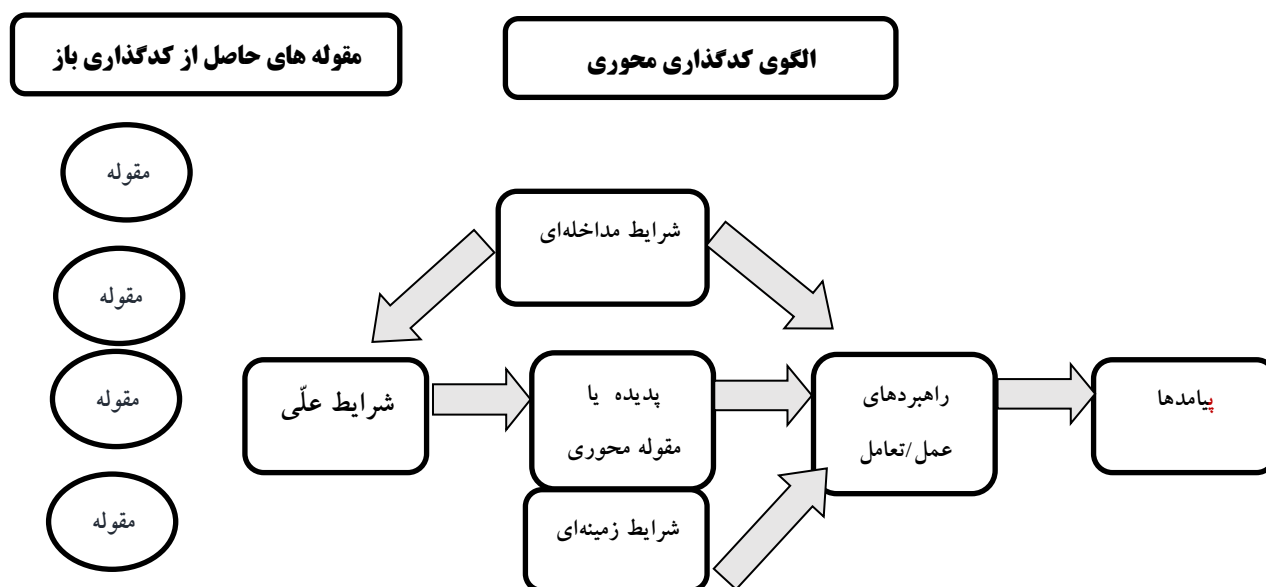 الگوی کدگذاری محوری
مقوله های حاصل از کدگذاری باز
مقوله
مقوله
مقوله
مقوله
شرایط مداخله‌ای
شرایط علّی
پدیده یا
مقوله محوری
شرایط زمینه‌ای
راهبردهای
عمل/تعامل
پیامدها